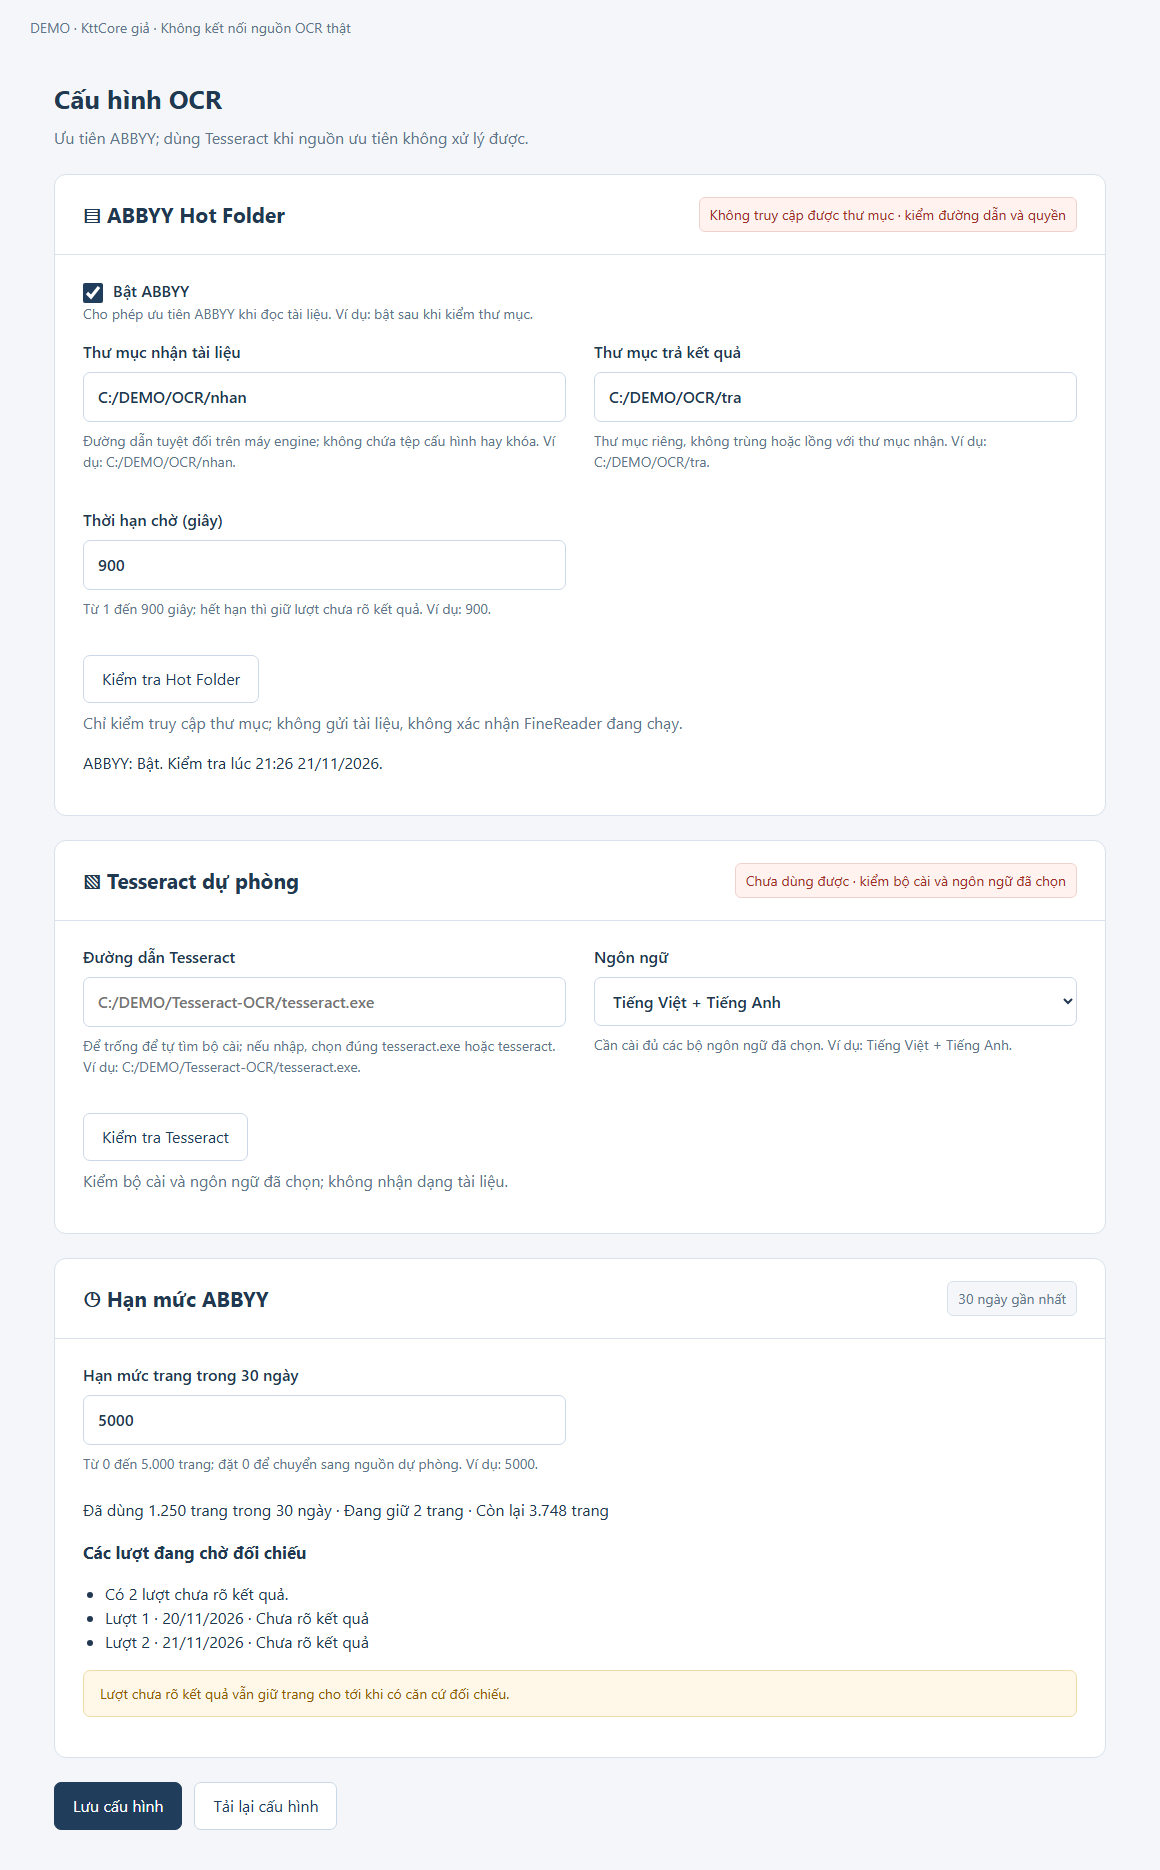 DEMO · KttCore giả · Không kết nối nguồn OCR thật
Cấu hình OCR
Ưu tiên ABBYY; dùng Tesseract khi nguồn ưu tiên không xử lý được.
ABBYY Hot Folder
Không truy cập được thư mục · kiểm đường dẫn và quyền
Bật ABBYY
Cho phép ưu tiên ABBYY khi đọc tài liệu. Ví dụ: bật sau khi kiểm thư mục.
Thư mục nhận tài liệu
C:/DEMO/OCR/nhan
Đường dẫn tuyệt đối trên máy engine; không chứa tệp cấu hình hay khóa. Ví
dụ: C:/DEMO/OCR/nhan.
Thư mục trả kết quả
C:/DEMO/OCR/tra
Thư mục riêng, không trùng hoặc lồng với thư mục nhận. Ví dụ:
C:/DEMO/OCR/tra.
Thời hạn chờ (giây)
900
Từ 1 đến 900 giây; hết hạn thì giữ lượt chưa rõ kết quả. Ví dụ: 900.
Kiểm tra Hot Folder
Chỉ kiểm truy cập thư mục; không gửi tài liệu, không xác nhận FineReader đang chạy.
ABBYY: Bật. Kiểm tra lúc 21:26 21/11/2026.
Tesseract dự phòng
Chưa dùng được · kiểm bộ cài và ngôn ngữ đã chọn
Đường dẫn Tesseract
C:/DEMO/Tesseract-OCR/tesseract.exe
Để trống để tự tìm bộ cài; nếu nhập, chọn đúng tesseract.exe hoặc tesseract.
Ví dụ: C:/DEMO/Tesseract-OCR/tesseract.exe.
Ngôn ngữ
Tiếng Việt + Tiếng Anh
Cần cài đủ các bộ ngôn ngữ đã chọn. Ví dụ: Tiếng Việt + Tiếng Anh.
Kiểm tra Tesseract
Kiểm bộ cài và ngôn ngữ đã chọn; không nhận dạng tài liệu.
Hạn mức ABBYY
30 ngày gần nhất
Hạn mức trang trong 30 ngày
5000
Từ 0 đến 5.000 trang; đặt 0 để chuyển sang nguồn dự phòng. Ví dụ: 5000.
Đã dùng 1.250 trang trong 30 ngày · Đang giữ 2 trang · Còn lại 3.748 trang
Các lượt đang chờ đối chiếu
Có 2 lượt chưa rõ kết quả.
Lượt 1 · 20/11/2026 · Chưa rõ kết quả
Lượt 2 · 21/11/2026 · Chưa rõ kết quả
Lượt chưa rõ kết quả vẫn giữ trang cho tới khi có căn cứ đối chiếu.
Lưu cấu hình
Tải lại cấu hình